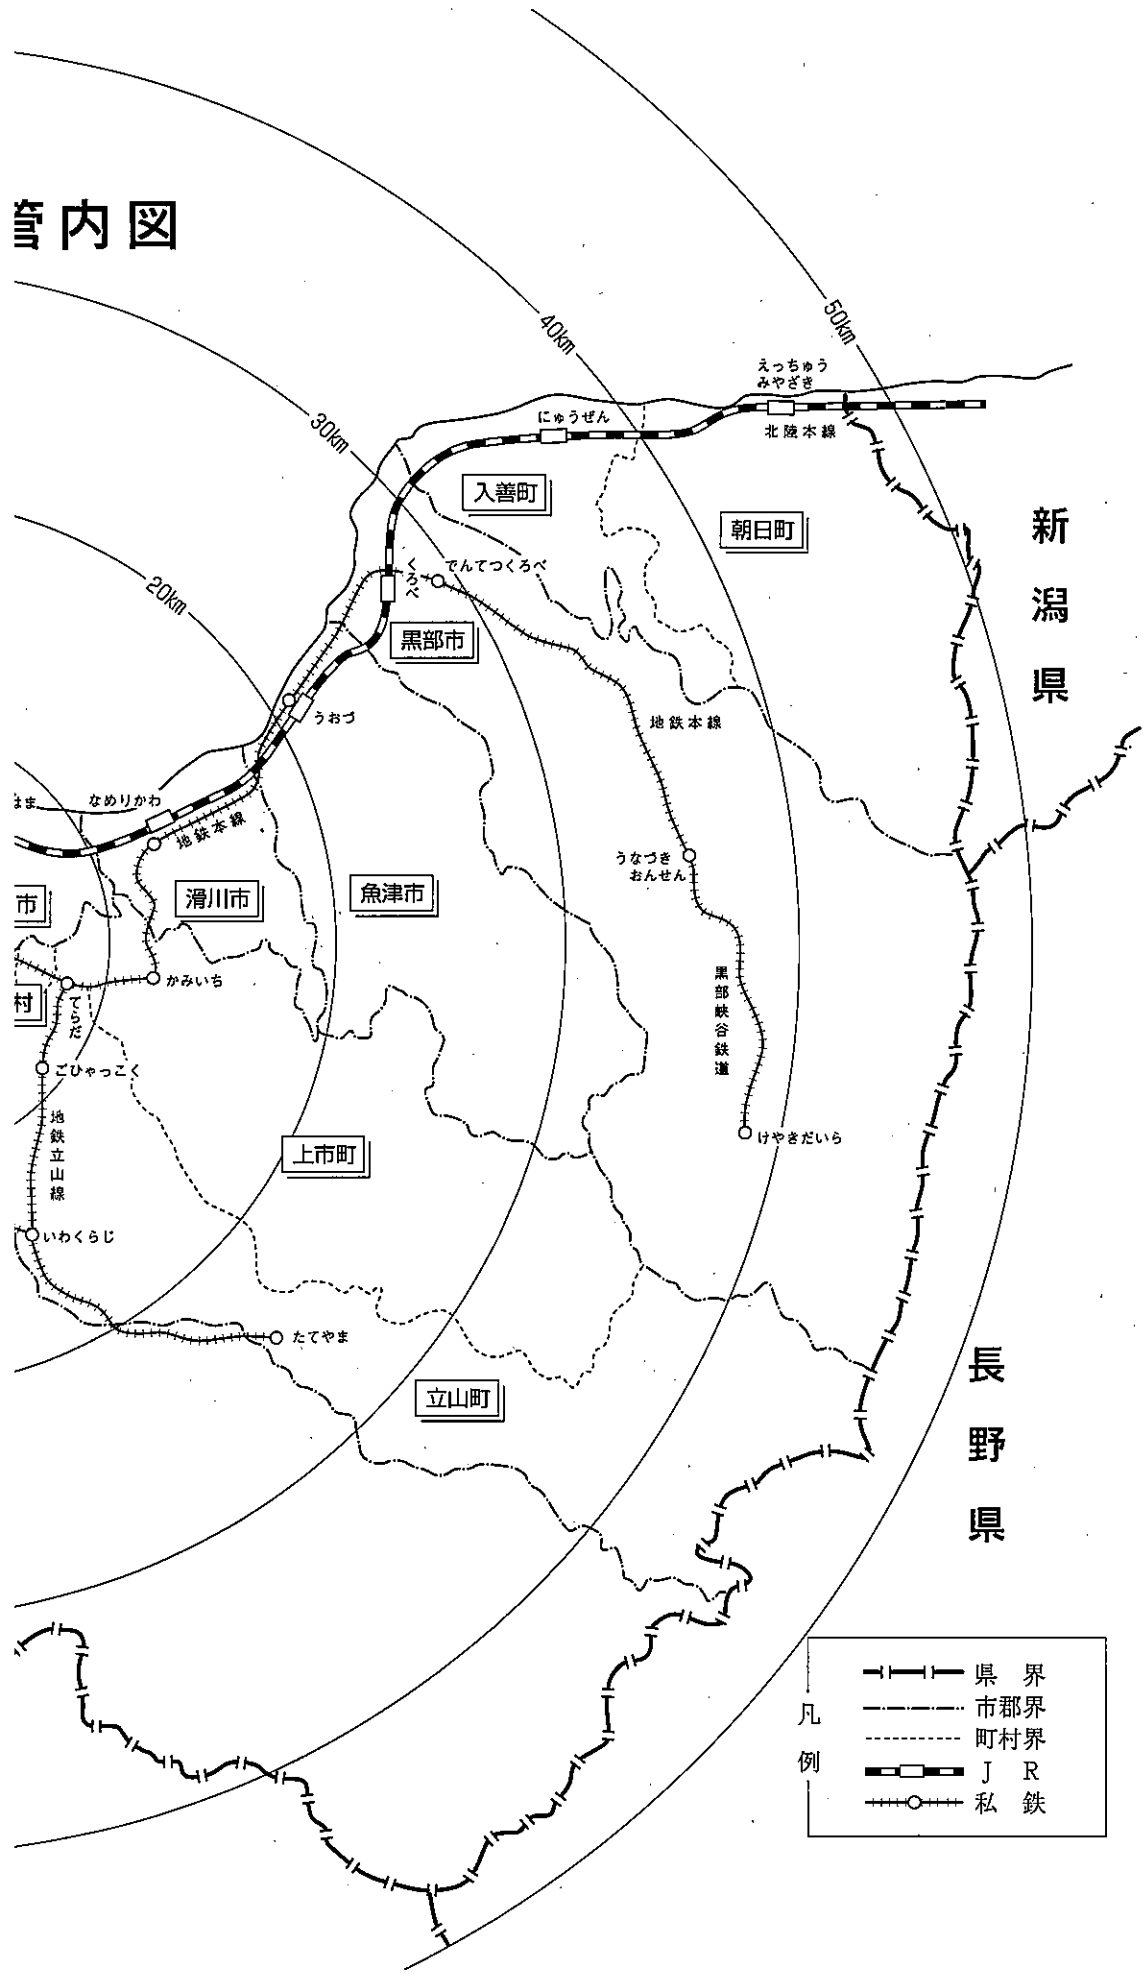 管内図
50km
40km
30km
20km
えっちゅう
みやざき
北陸本線
にゅうぜん
入善町
朝日町
新潟県
くろべ
でんてつくろべ
黒部市
うおづ
地鉄本線
はま
なめりかわ
地鉄本線
うなづき
おんせん
市
滑川市
魚津市
かみいち
村
てらだ
黒部峡谷鉄道
ごひゃっこく
地鉄立山線
けやきだいら
上市町
いわくらじ
たてやま
立山町
長野県
凡例
県界
市郡界
町村界
JR
私鉄